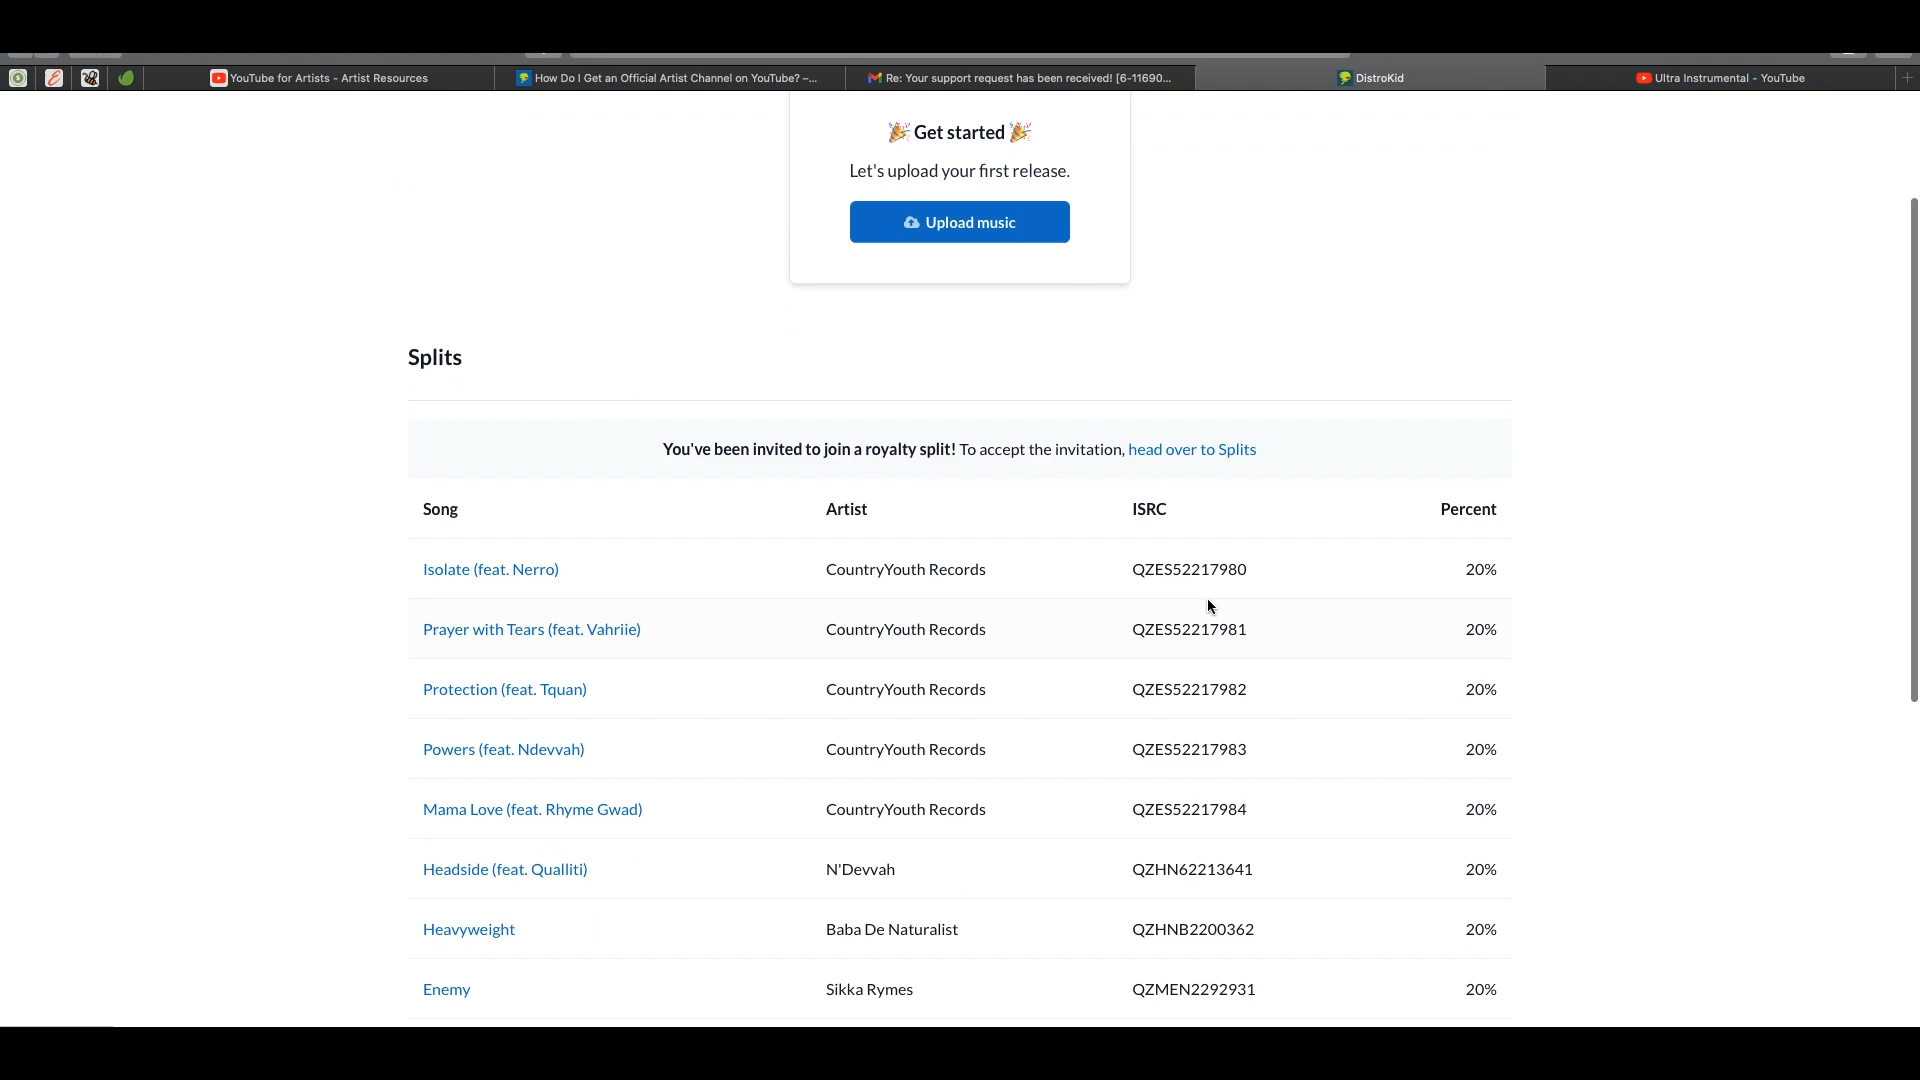 YouTube for Artists - Artist Resources
How Do I Get an Official Artist Channel on YouTube? –...
Re: Your support request has been received! [6-11690...
DistroKid
Ultra Instrumental - YouTube
🎉 Get started 🎉
Let's upload your first release.
Upload music
Splits
You've been invited to join a royalty split! To accept the invitation, head over to Splits
Song Artist ISRC Percent
Isolate (feat. Nerro) CountryYouth Records QZES52217980 20%
Prayer with Tears (feat. Vahriie) CountryYouth Records QZES52217981 20%
Protection (feat. Tquan) CountryYouth Records QZES52217982 20%
Powers (feat. Ndevvah) CountryYouth Records QZES52217983 20%
Mama Love (feat. Rhyme Gwad) CountryYouth Records QZES52217984 20%
Headside (feat. Qualliti) N'Devvah QZHN62213641 20%
Heavyweight Baba De Naturalist QZHNB2200362 20%
Enemy Sikka Rymes QZMEN2292931 20%